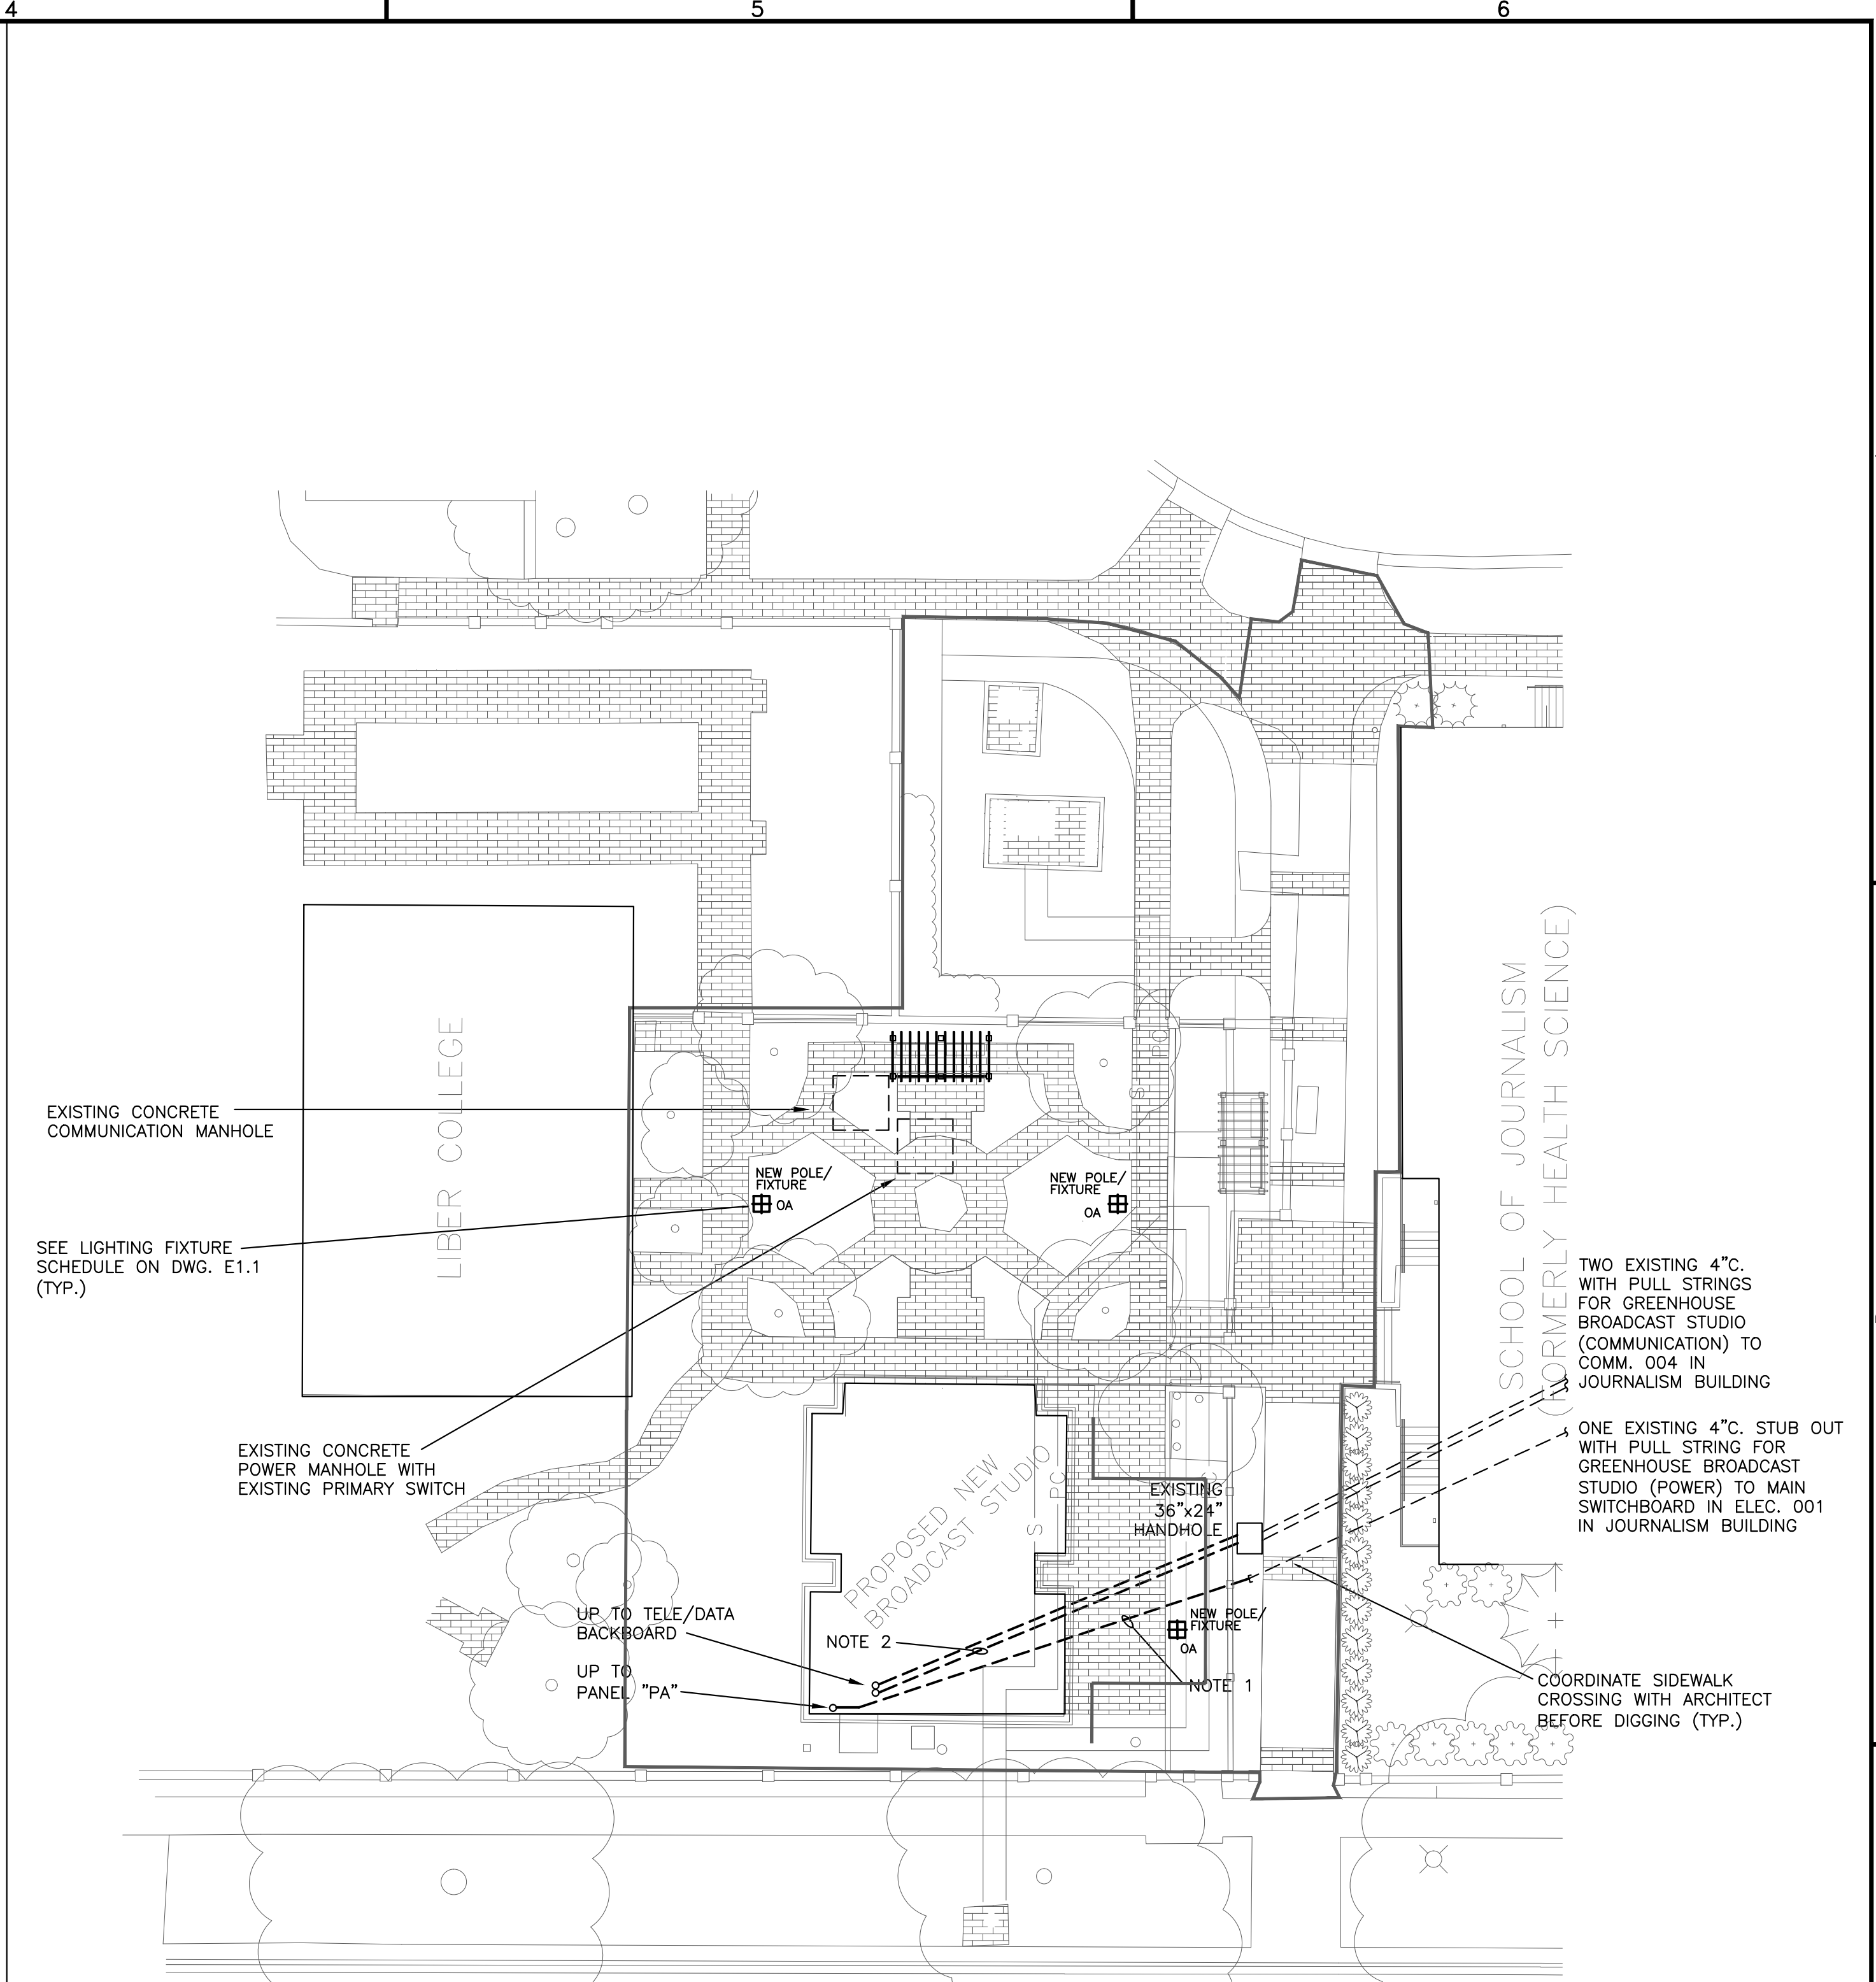 4
5
6
EXISTING CONCRETE
COMMUNICATION MANHOLE
LIBER COLLEGE
SCHOOL OF JOURNALISM
(FORMERLY HEALTH SCIENCE)
PC
S
NEW POLE/
FIXTURE
OA
NEW POLE/
FIXTURE
OA
SEE LIGHTING FIXTURE
SCHEDULE ON DWG. E1.1
(TYP.)
TWO EXISTING 4"C.
WITH PULL STRINGS
FOR GREENHOUSE
BROADCAST STUDIO
(COMMUNICATION) TO
COMM. 004 IN
JOURNALISM BUILDING
EXISTING CONCRETE
POWER MANHOLE WITH
EXISTING PRIMARY SWITCH
ONE EXISTING 4"C. STUB OUT
WITH PULL STRING FOR
GREENHOUSE BROADCAST
STUDIO (POWER) TO MAIN
SWITCHBOARD IN ELEC. 001
IN JOURNALISM BUILDING
PROPOSED NEW
BROADCAST STUDIO
PC
S
EXISTING
36"x24"
HANDHOLE
UP TO TELE/DATA
BACKBOARD
NOTE 2
NEW POLE/
FIXTURE
OA
UP TO
PANEL "PA"
NOTE 1
COORDINATE SIDEWALK
CROSSING WITH ARCHITECT
BEFORE DIGGING (TYP.)